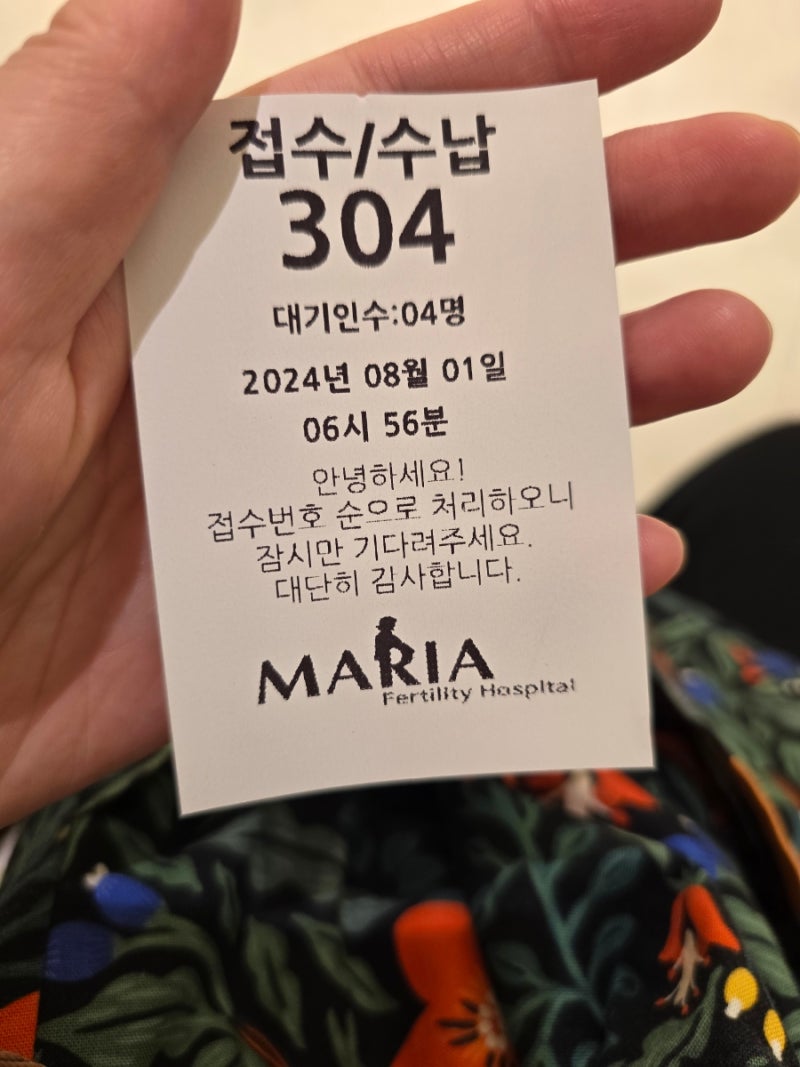 접수/수납
304
대기인수:04명
2024년 08월 01일
06시 56분
안녕하세요!
접수번호 순으로 처리하오니
잠시만 기다려주세요.
대단히 감사합니다.
MARIA
Fertility Hospital